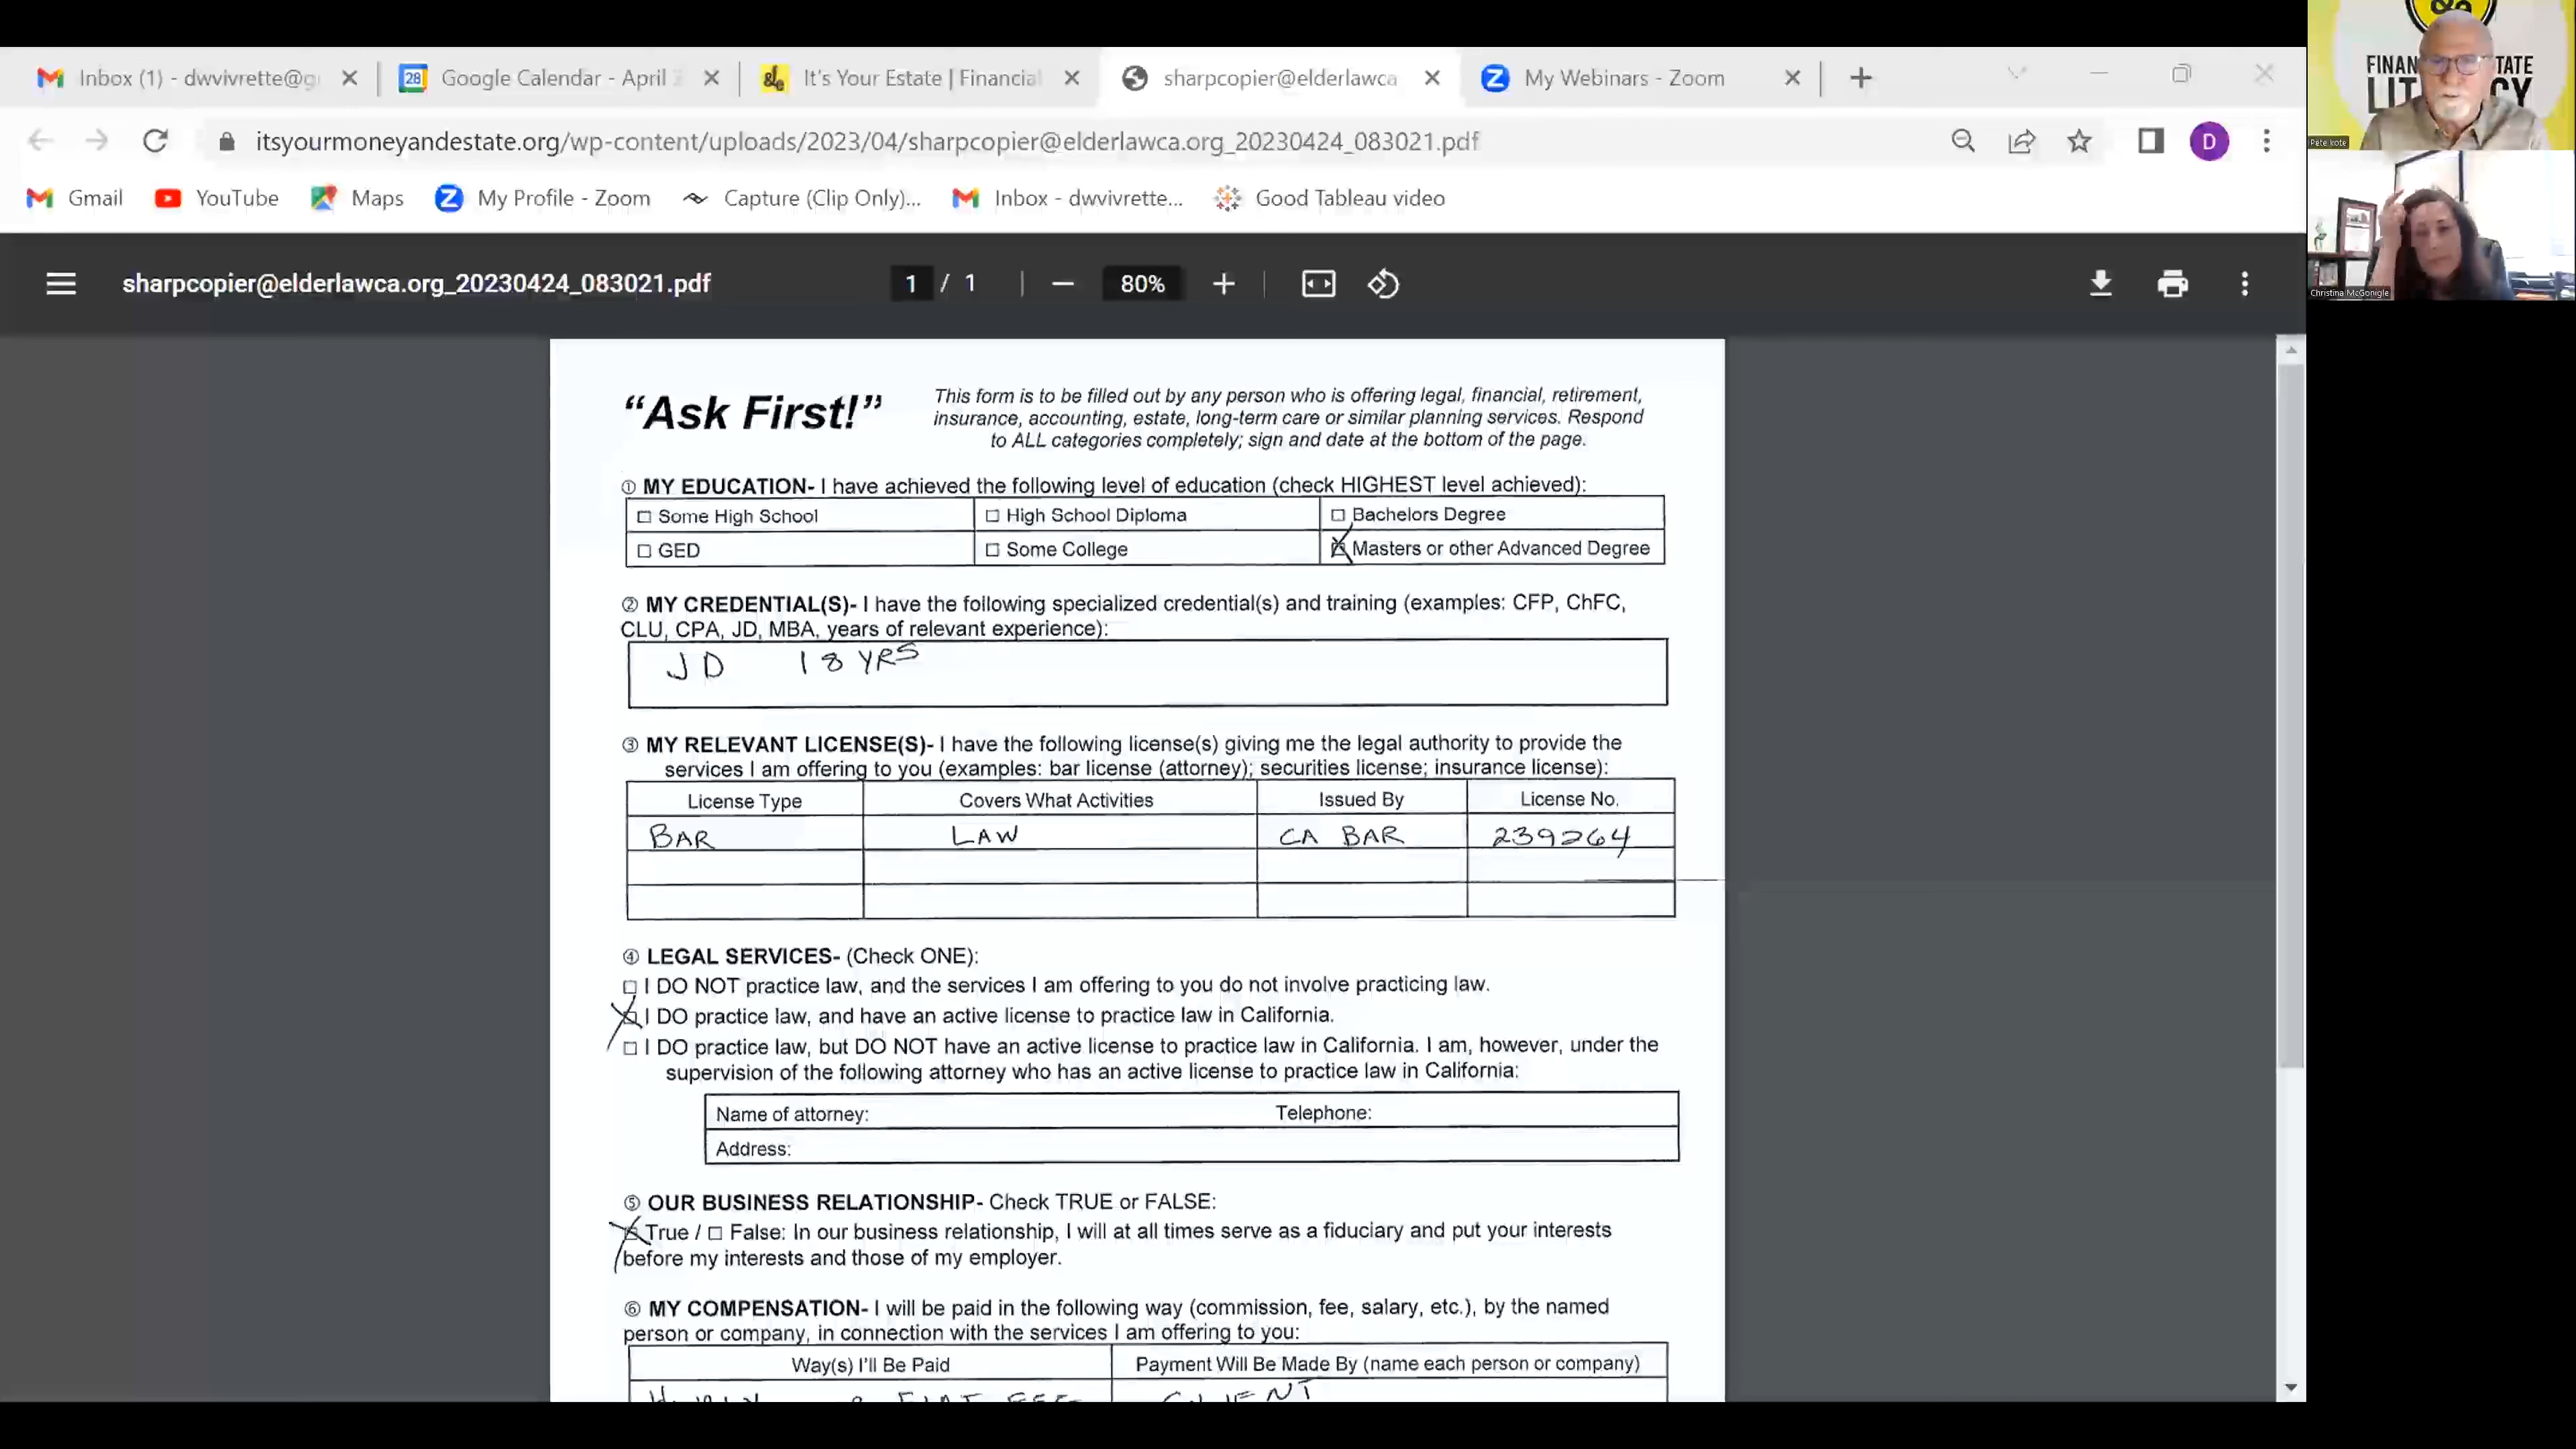 Inbox (1) - dwvivrette@g
Google Calendar - April 2
It's Your Estate | Financial
sharpcopier@elderlawca
My Webinars - Zoom
itsyourmoneyandestate.org/wp-content/uploads/2023/04/sharpcopier@elderlawca.org_20230424_083021.pdf
D
Gmail
YouTube
Maps
My Profile - Zoom
Capture (Clip Only)...
Inbox - dwvivrette...
Good Tableau video
sharpcopier@elderlawca.org_20230424_083021.pdf
1 / 1
80%
"Ask First!"
This form is to be filled out by any person who is offering legal, financial, retirement,
insurance, accounting, estate, long-term care or similar planning services. Respond
to ALL categories completely; sign and date at the bottom of the page.
① MY EDUCATION- I have achieved the following level of education (check HIGHEST level achieved):
Some High School
High School Diploma
Bachelors Degree
GED
Some College
Masters or other Advanced Degree
② MY CREDENTIAL(S)- I have the following specialized credential(s) and training (examples: CFP, ChFC,
CLU, CPA, JD, MBA, years of relevant experience):
JD 18 YRS
③ MY RELEVANT LICENSE(S)- I have the following license(s) giving me the legal authority to provide the
services I am offering to you (examples: bar license (attorney); securities license; insurance license):
License Type
Covers What Activities
Issued By
License No.
BAR
LAW
CA BAR
239264
④ LEGAL SERVICES- (Check ONE):
I DO NOT practice law, and the services I am offering to you do not involve practicing law.
I DO practice law, and have an active license to practice law in California.
I DO practice law, but DO NOT have an active license to practice law in California. I am, however, under the
supervision of the following attorney who has an active license to practice law in California:
Name of attorney:
Telephone:
Address:
⑤ OUR BUSINESS RELATIONSHIP- Check TRUE or FALSE:
True / False: In our business relationship, I will at all times serve as a fiduciary and put your interests
before my interests and those of my employer.
⑥ MY COMPENSATION- I will be paid in the following way (commission, fee, salary, etc.), by the named
person or company, in connection with the services I am offering to you:
Way(s) I'll Be Paid
Payment Will Be Made By (name each person or company)
FLAT FEE
CLIENT
Pete kote
Christina McGonigle